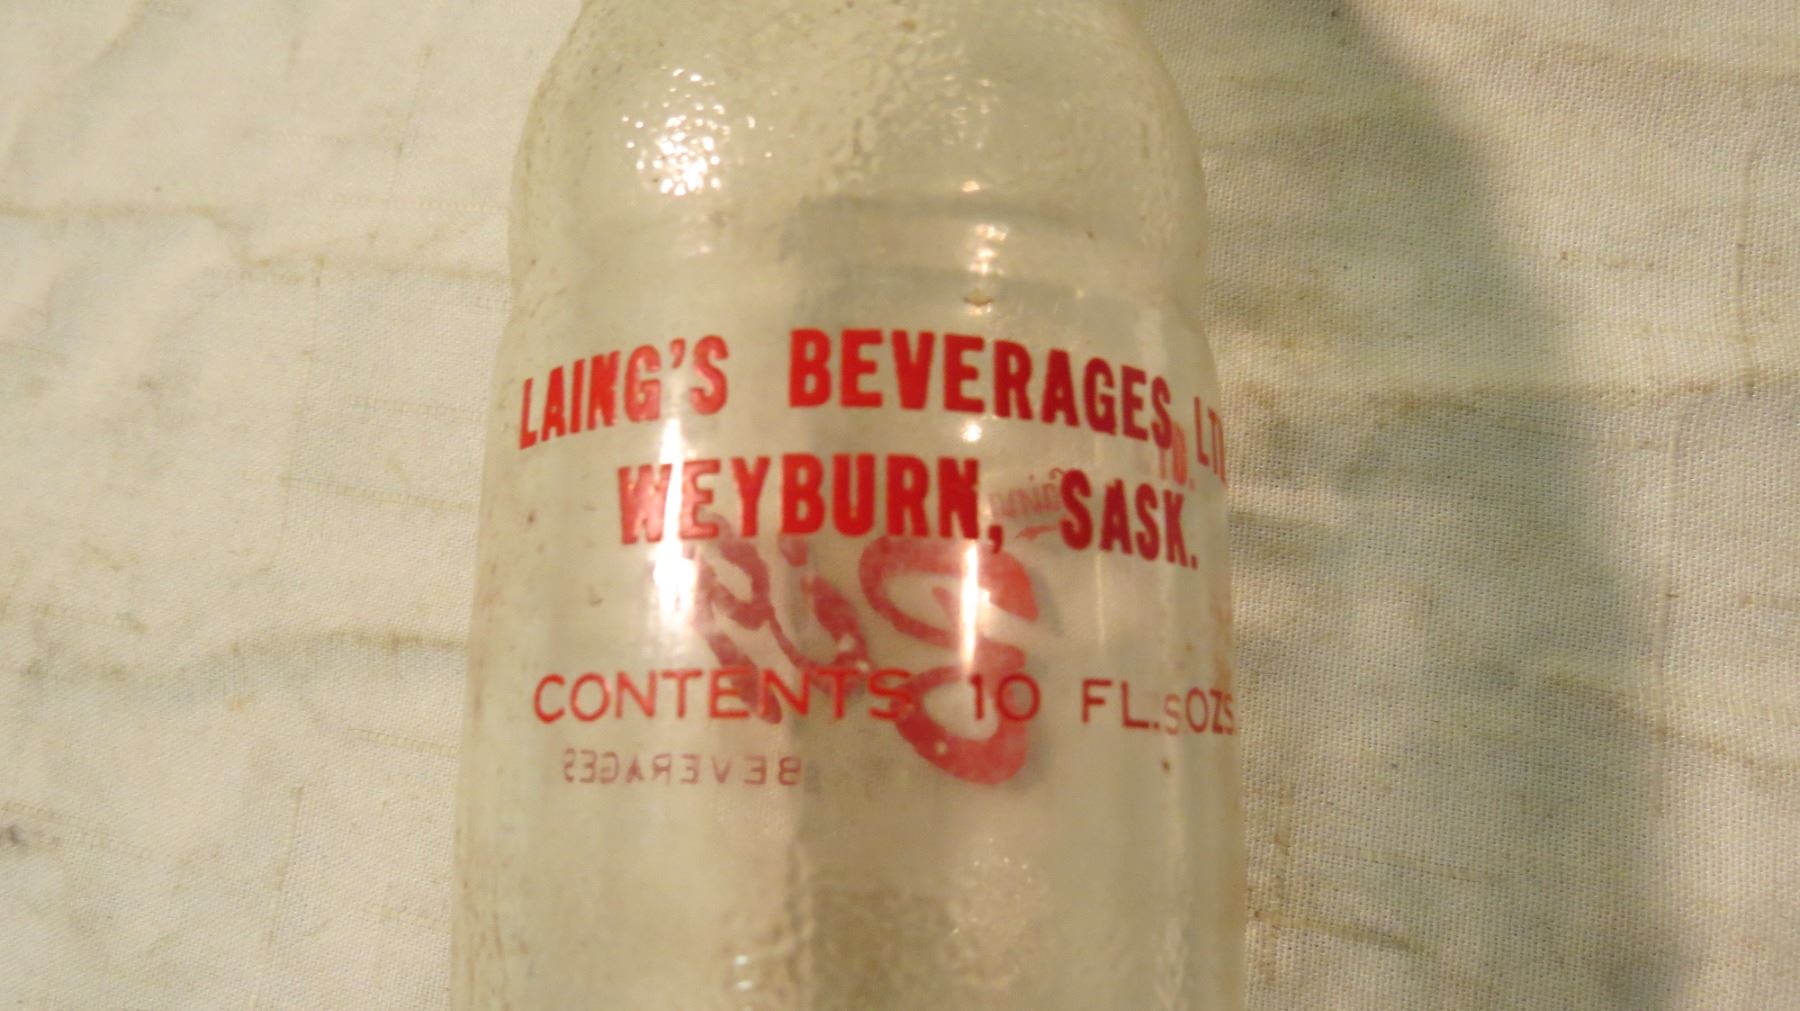 LAING'S BEVERAGES LTD
WEYBURN, SASK.
CONTENTS 10 FL. OZS.
BEVERAGES